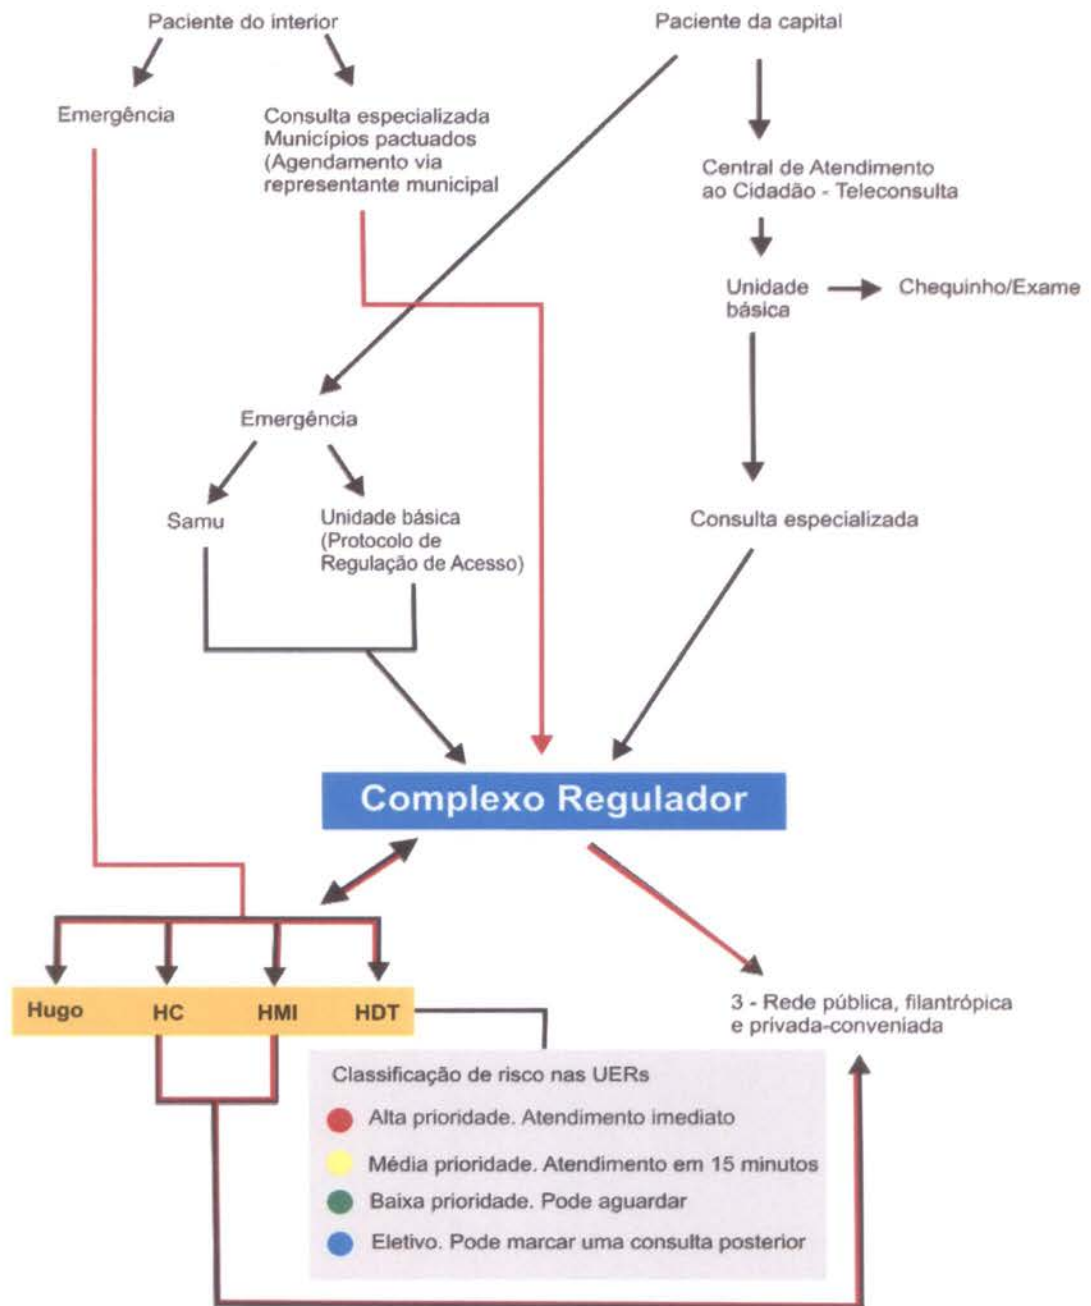 Paciente do interior
Paciente da capital
Emergência
Consulta especializada
Municípios pactuados
(Agendamento via
representante municipal
Central de Atendimento
ao Cidadão - Teleconsulta
Unidade
básica
Chequinho/Exame
Emergência
Samu
Unidade básica
(Protocolo de
Regulação de Acesso)
Consulta especializada
Complexo Regulador
Hugo
HC
HMI
HDT
3 - Rede pública, filantrópica
e privada-conveniada
Classificação de risco nas UERs
Alta prioridade. Atendimento imediato
Média prioridade. Atendimento em 15 minutos
Baixa prioridade. Pode aguardar
Eletivo. Pode marcar uma consulta posterior